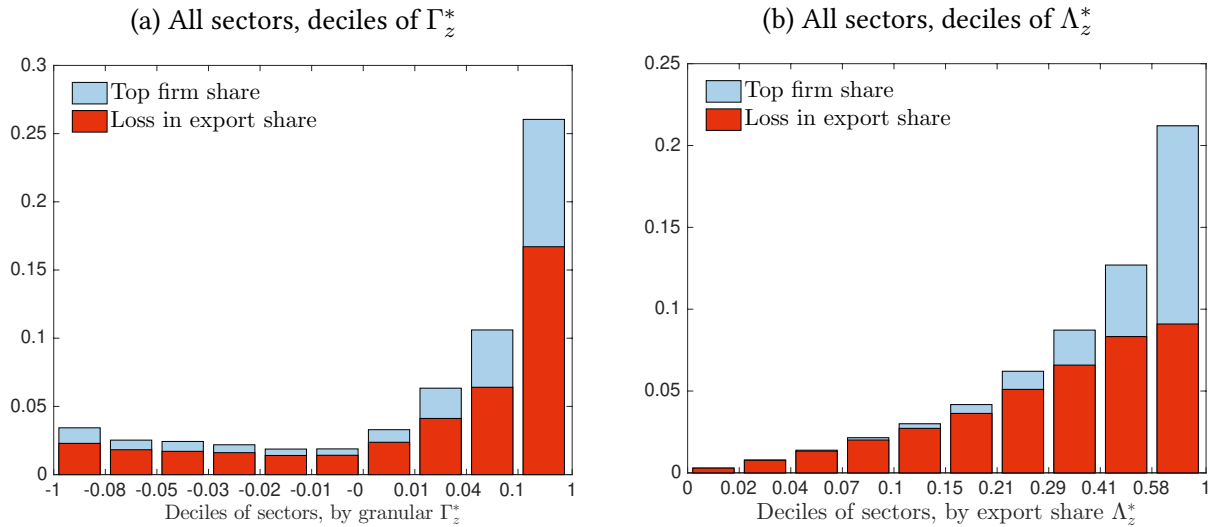 (a) All sectors, deciles of Γ*z
0.3
0.25
0.2
0.15
0.1
0.05
0
Top firm share
Loss in export share
-1 -0.08 -0.05 -0.03 -0.02 -0.01 -0 0.01 0.04 0.1 1
Deciles of sectors, by granular Γ*z
(b) All sectors, deciles of Λ*z
0.25
0.2
0.15
0.1
0.05
0
Top firm share
Loss in export share
0 0.02 0.04 0.07 0.1 0.15 0.21 0.29 0.41 0.58 1
Deciles of sectors, by export share Λ*z